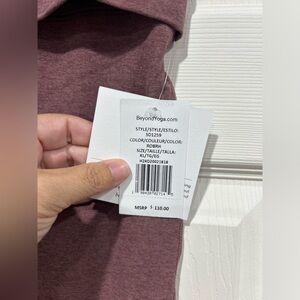 BeyondYoga.com
STYLE/STYLE/ESTILO:
SD1259
COLOR/COULEUR/COLOR:
ROBRH
SIZE/TAILLE/TALLA:
XL/TG/EG
MSRP $ 110.00